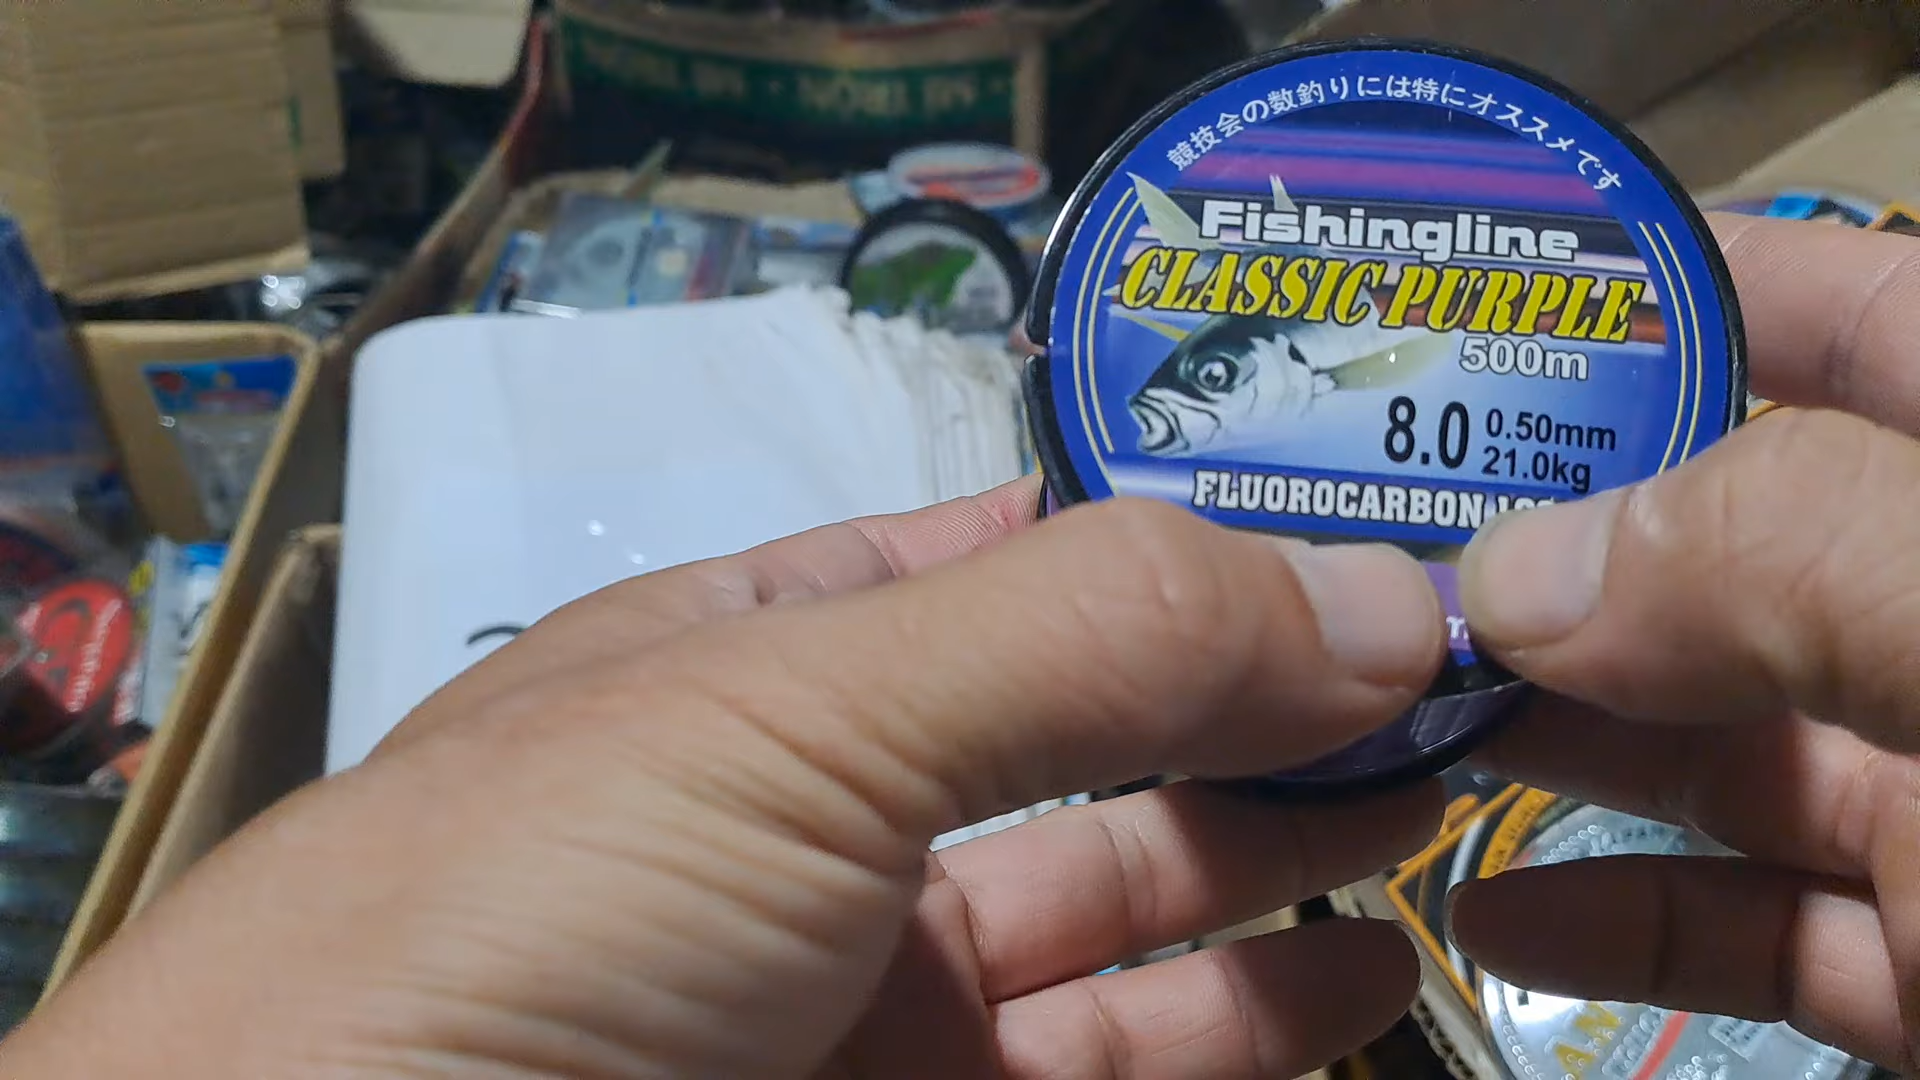 競技会の数釣りには特にオススメです
Fishingline
CLASSIC PURPLE
500m
8.0
0.50mm
21.0kg
FLUOROCARBON